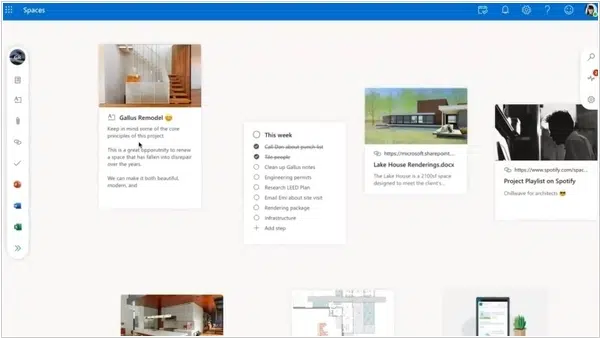 Spaces
Gallus Remodel
Keep in mind some of the core
principles of this project
This is a great opportunity to renew
a space that has fallen into disrepair
over the years.
We can make it both beautiful,
modern, and
This week
Call Don about punch list
Tile people
Clean up Gallus notes
Engineering permits
Research LEED Plan
Email Emi about site visit
Rendering package
Infrastructure
Add step
https://microsoft.sharepoint....
Lake House Renderings.docx
The Lake House is a 2100sf space
designed to meet the client's...
https://www.spotify.com/spac...
Project Playlist on Spotify
Chillwave for architects